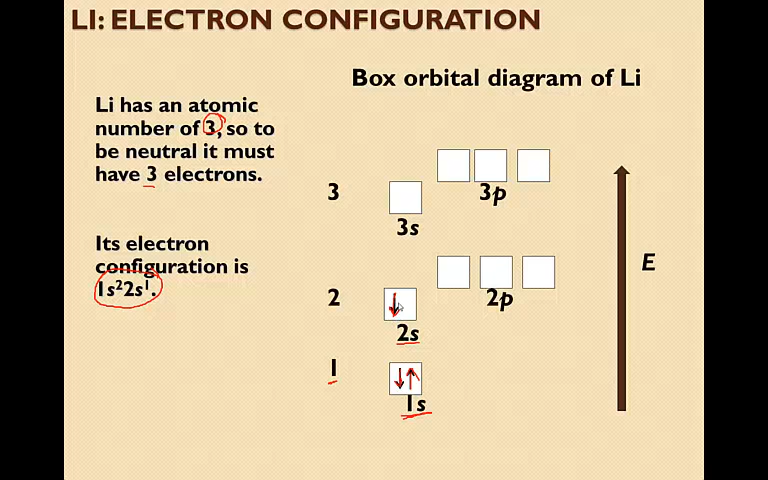 LI: ELECTRON CONFIGURATION
Box orbital diagram of Li
Li has an atomic
number of 3, so to
be neutral it must
have 3 electrons.
Its electron
configuration is
1s²2s¹.
3
3s
3p
2
2s
2p
1
1s
E